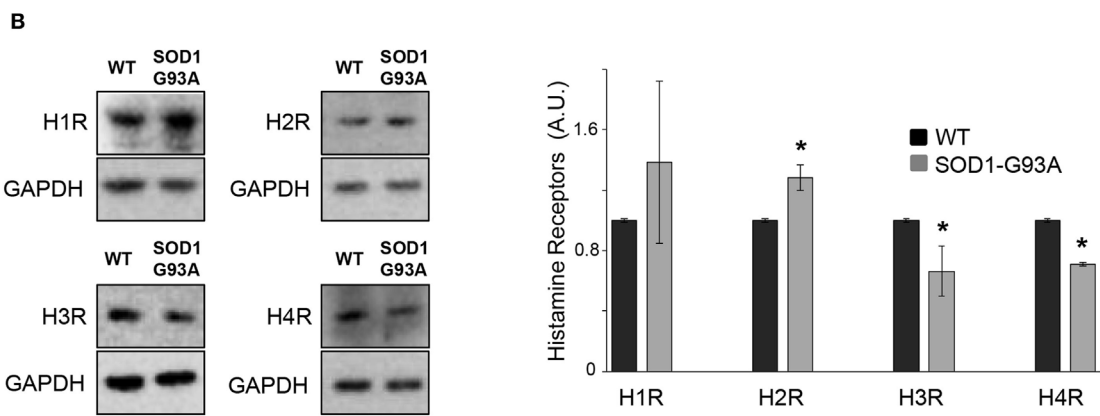 B
WT SOD1 G93A
H1R
GAPDH
WT SOD1 G93A
H2R
GAPDH
WT SOD1 G93A
H3R
GAPDH
WT SOD1 G93A
H4R
GAPDH
Histamine Receptors (A.U.)
1.6
0.8
0
WT
SOD1-G93A
*
*
*
H1R H2R H3R H4R